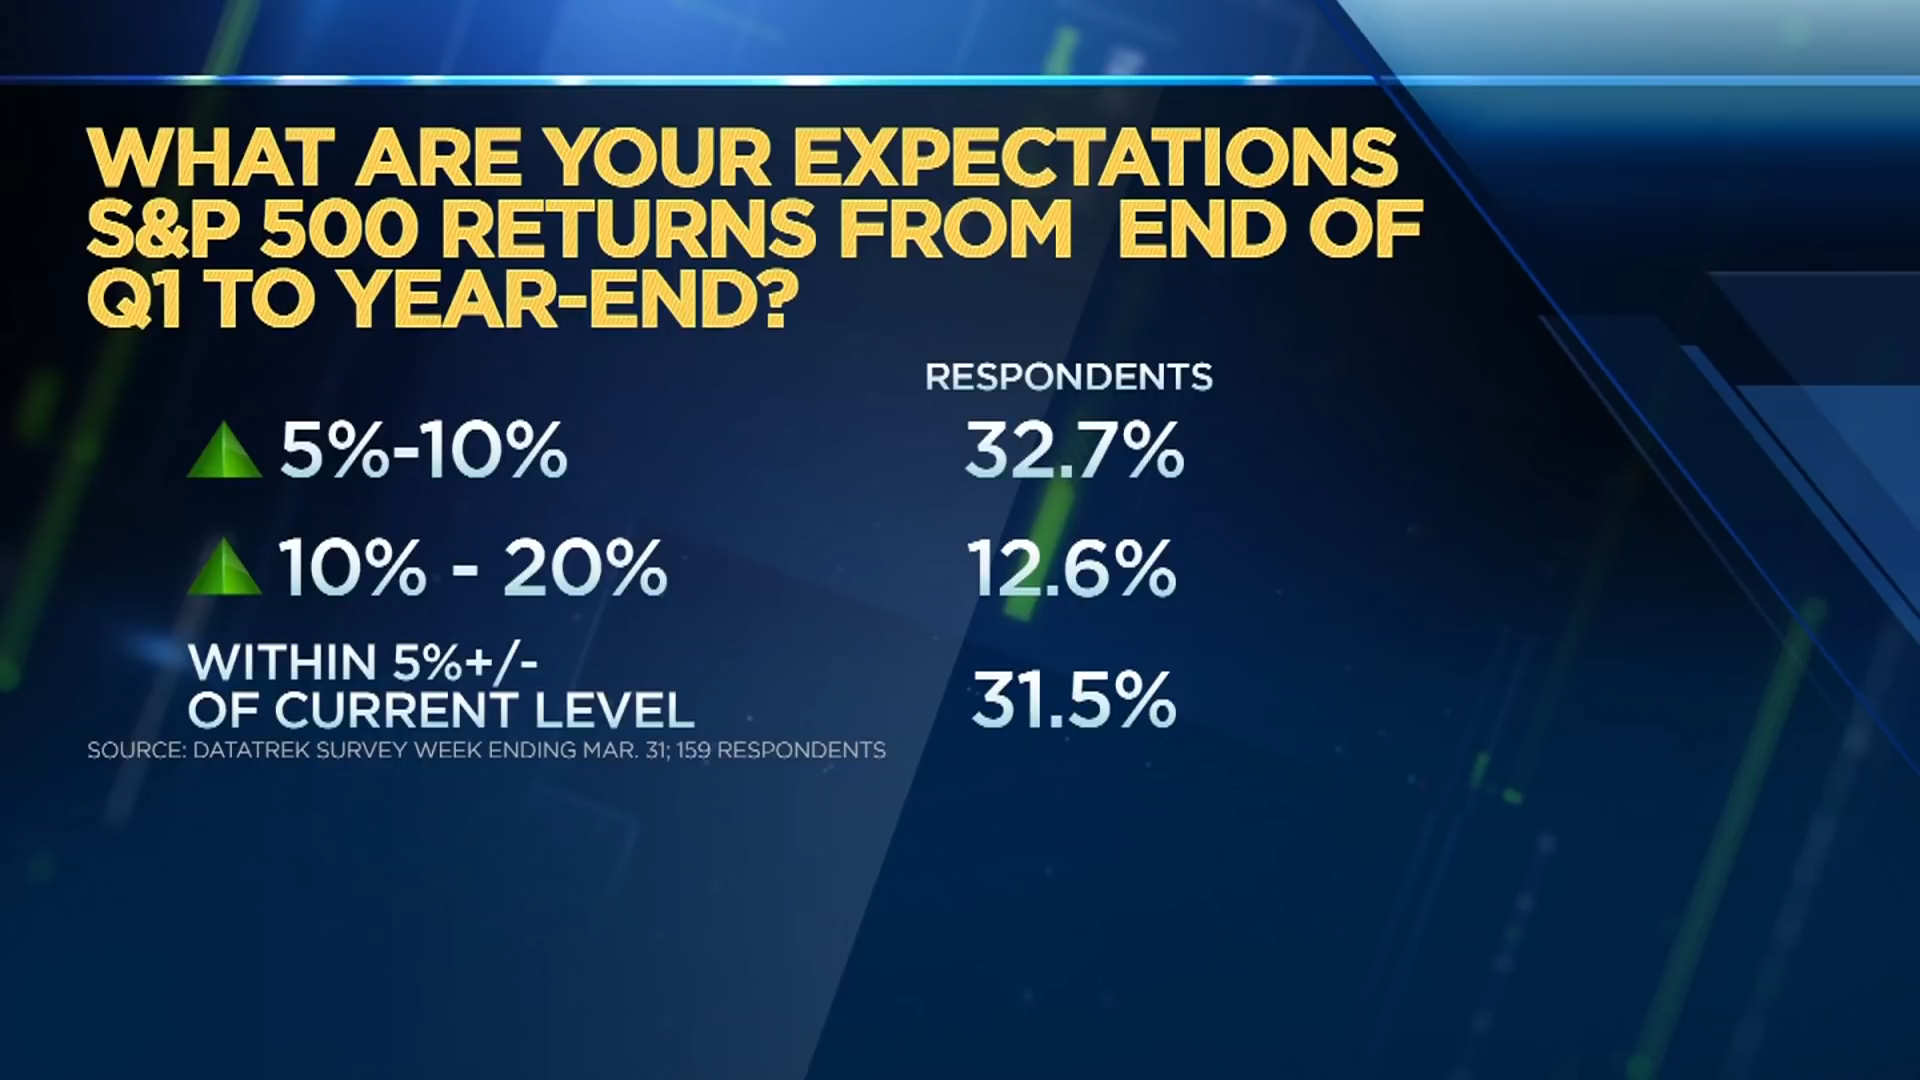 WHAT ARE YOUR EXPECTATIONS
S&P 500 RETURNS FROM END OF
Q1 TO YEAR-END?
RESPONDENTS
5%-10% 32.7%
10% - 20% 12.6%
WITHIN 5%+/-
OF CURRENT LEVEL 31.5%
SOURCE: DATATREK SURVEY WEEK ENDING MAR. 31; 159 RESPONDENTS